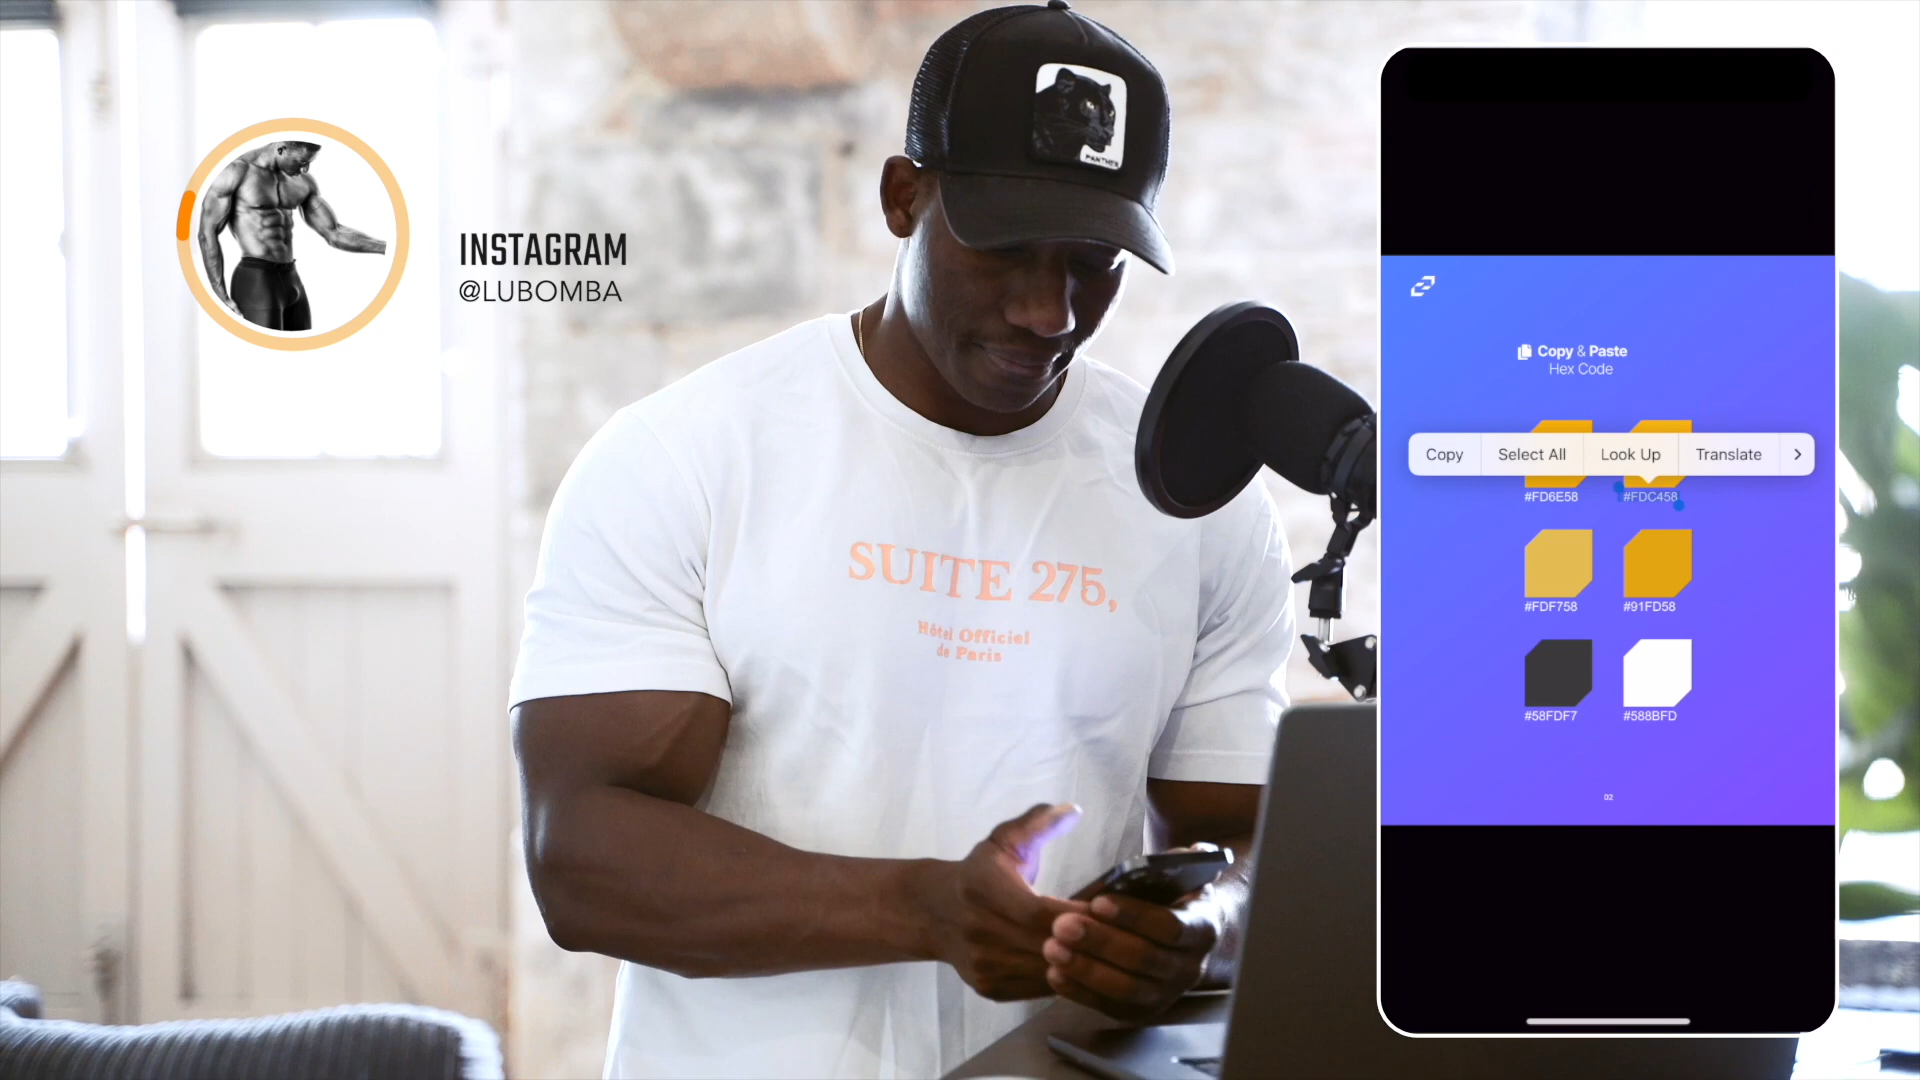 INSTAGRAM
@LUBOMBA
PANTHER
SUITE 275,
Hôtel Officiel
de Paris
Copy & Paste
Hex Code
Copy Select All Look Up Translate
#FD6E58 #FDC458
#FDF758 #91FD58
#58FDF7 #588BFD
02